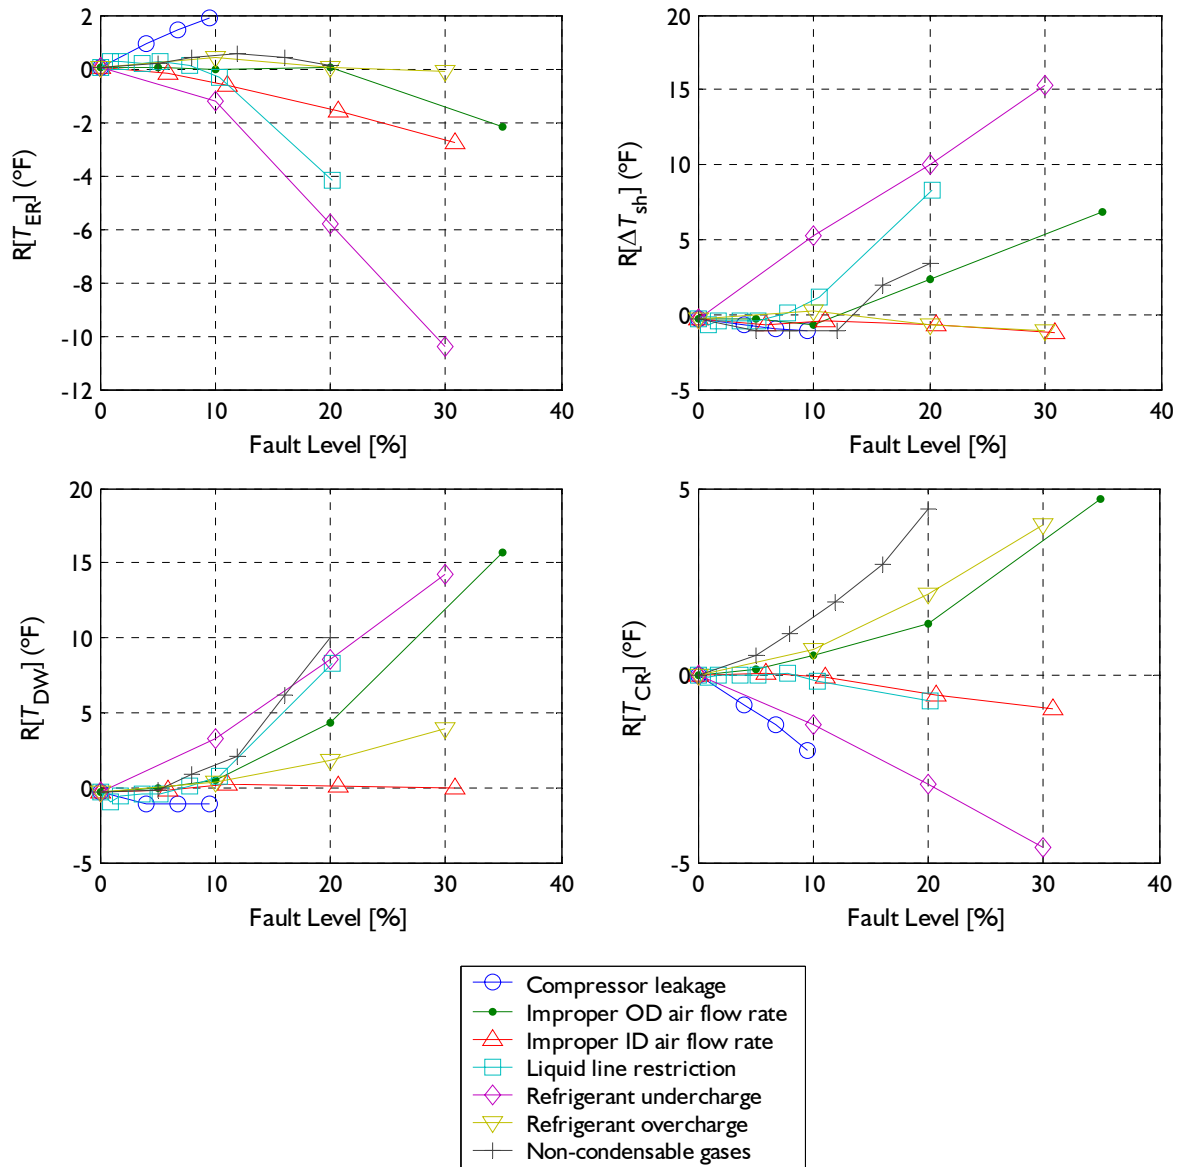 2
0
-2
-4
-6
-8
-10
-12
0 10 20 30 40
R[T_ER] (°F)
Fault Level [%]
20
15
10
5
0
-5
0 10 20 30 40
R[ΔT_sh] (°F)
Fault Level [%]
20
15
10
5
0
-5
0 10 20 30 40
R[T_DW] (°F)
Fault Level [%]
5
0
-5
0 10 20 30 40
R[T_CR] (°F)
Fault Level [%]
Compressor leakage
Improper OD air flow rate
Improper ID air flow rate
Liquid line restriction
Refrigerant undercharge
Refrigerant overcharge
Non-condensable gases